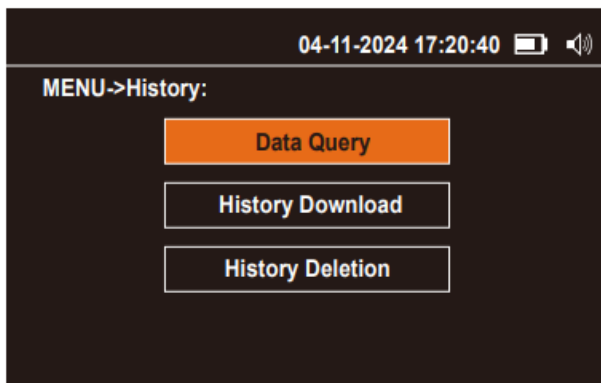 04-11-2024 17:20:40
MENU->History:
Data Query
History Download
History Deletion